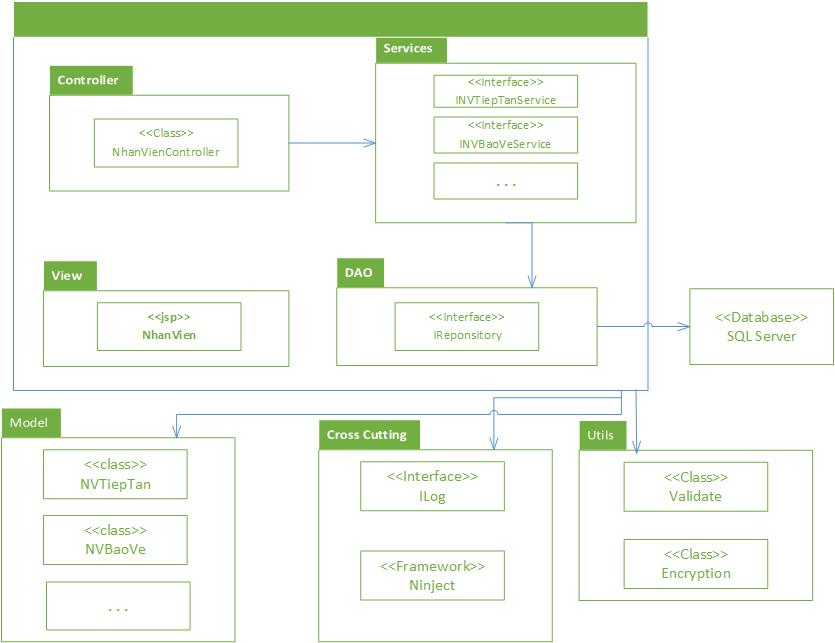 Services
<<Interface>>
INVTiepTanService
<<Interface>>
INVBaoVeService
. . .
Controller
<<Class>>
NhanVienController
View
<<jsp>>
NhanVien
DAO
<<Interface>>
IReponsitory
<<Database>>
SQL Server
Model
<<class>>
NVTiepTan
<<class>>
NVBaoVe
. . .
Cross Cutting
<<Interface>>
ILog
<<Framework>>
Ninject
Utils
<<Class>>
Validate
<<Class>>
Encryption